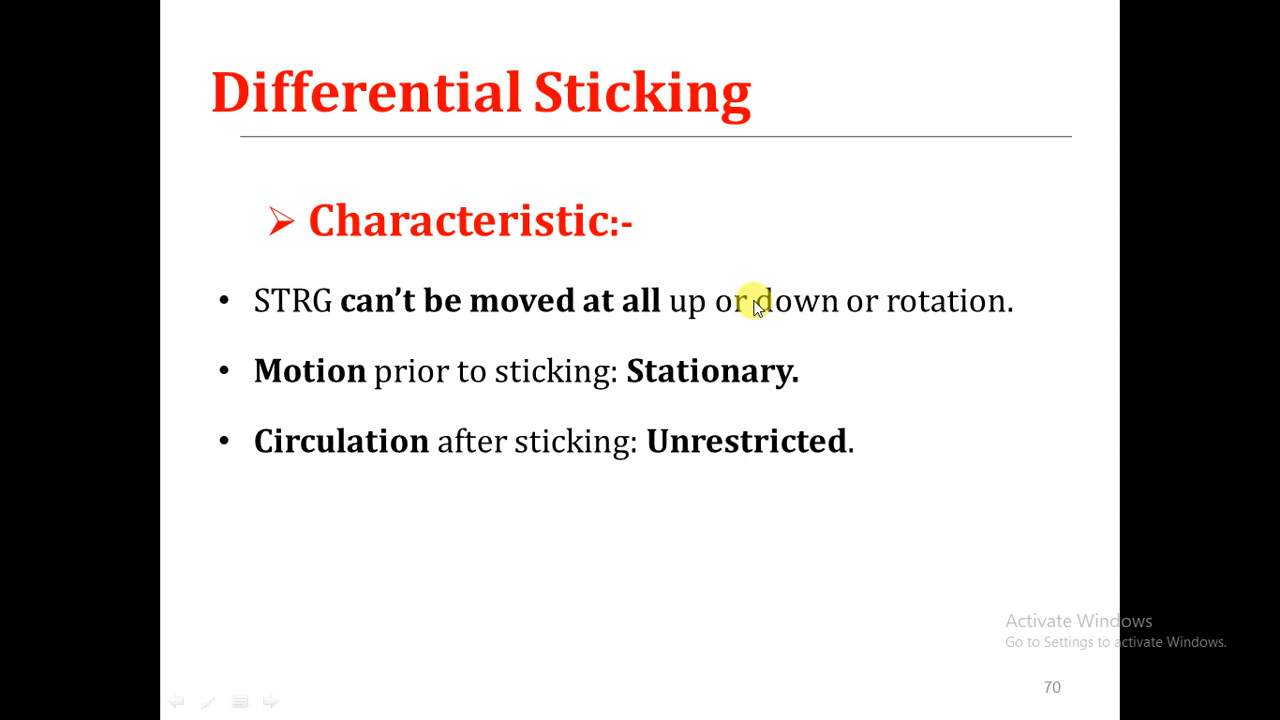 Differential Sticking
➢ Characteristic:-
• STRG can’t be moved at all up or down or rotation.
• Motion prior to sticking: Stationary.
• Circulation after sticking: Unrestricted.
Activate Windows
Go to Settings to activate Windows.
70